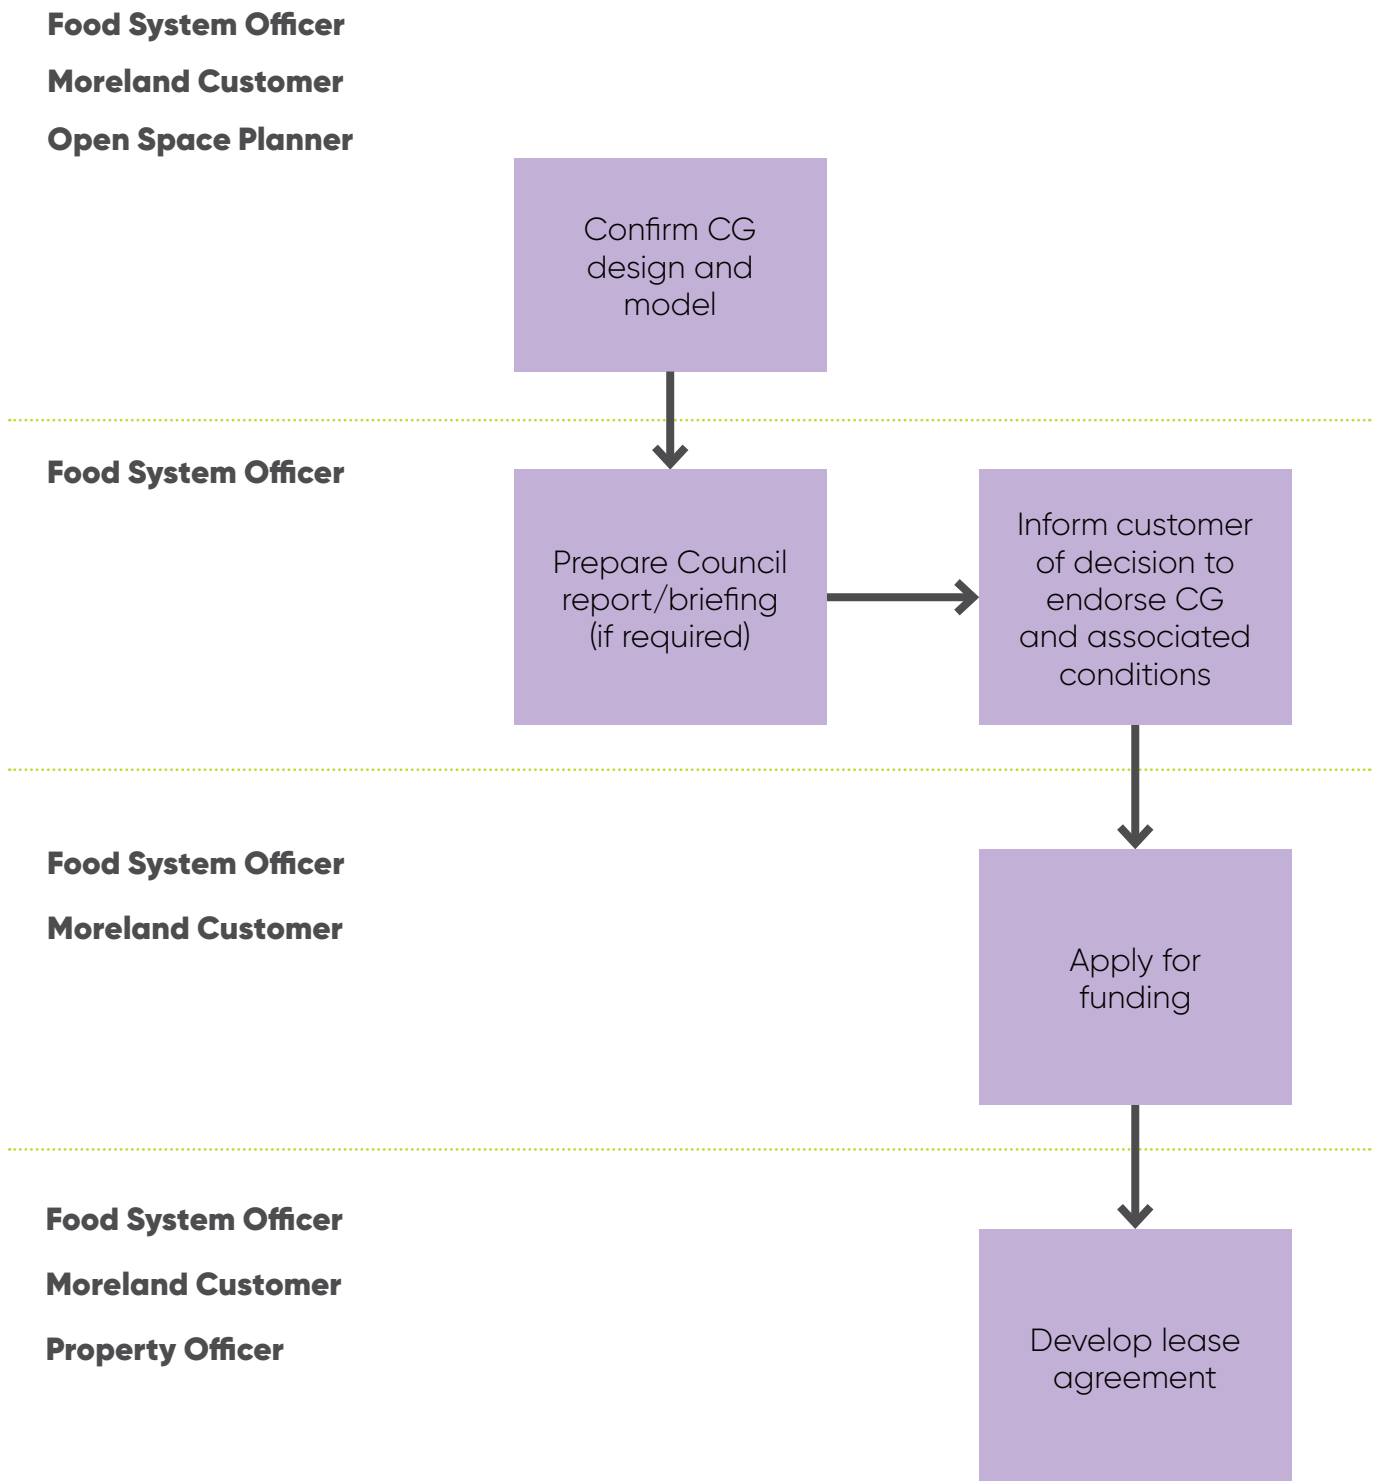 Food System Officer
Moreland Customer
Open Space Planner
Confirm CG
design and
model
Food System Officer
Prepare Council
report/briefing
(if required)
Inform customer
of decision to
endorse CG
and associated
conditions
Food System Officer
Moreland Customer
Apply for
funding
Food System Officer
Moreland Customer
Property Officer
Develop lease
agreement